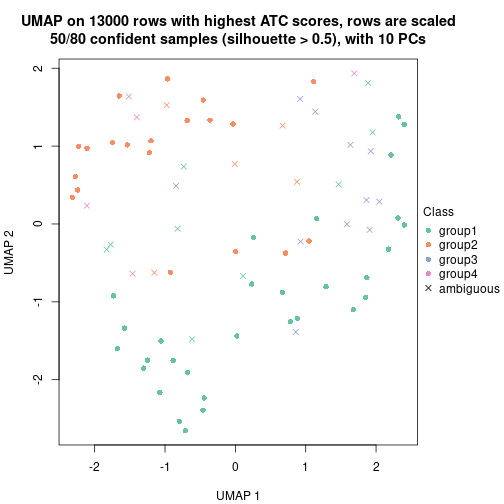 UMAP on 13000 rows with highest ATC scores, rows are scaled
50/80 confident samples (silhouette > 0.5), with 10 PCs
2
1
0
-1
-2
UMAP 2
-2
-1
0
1
2
UMAP 1
Class
group1
group2
group3
group4
ambiguous